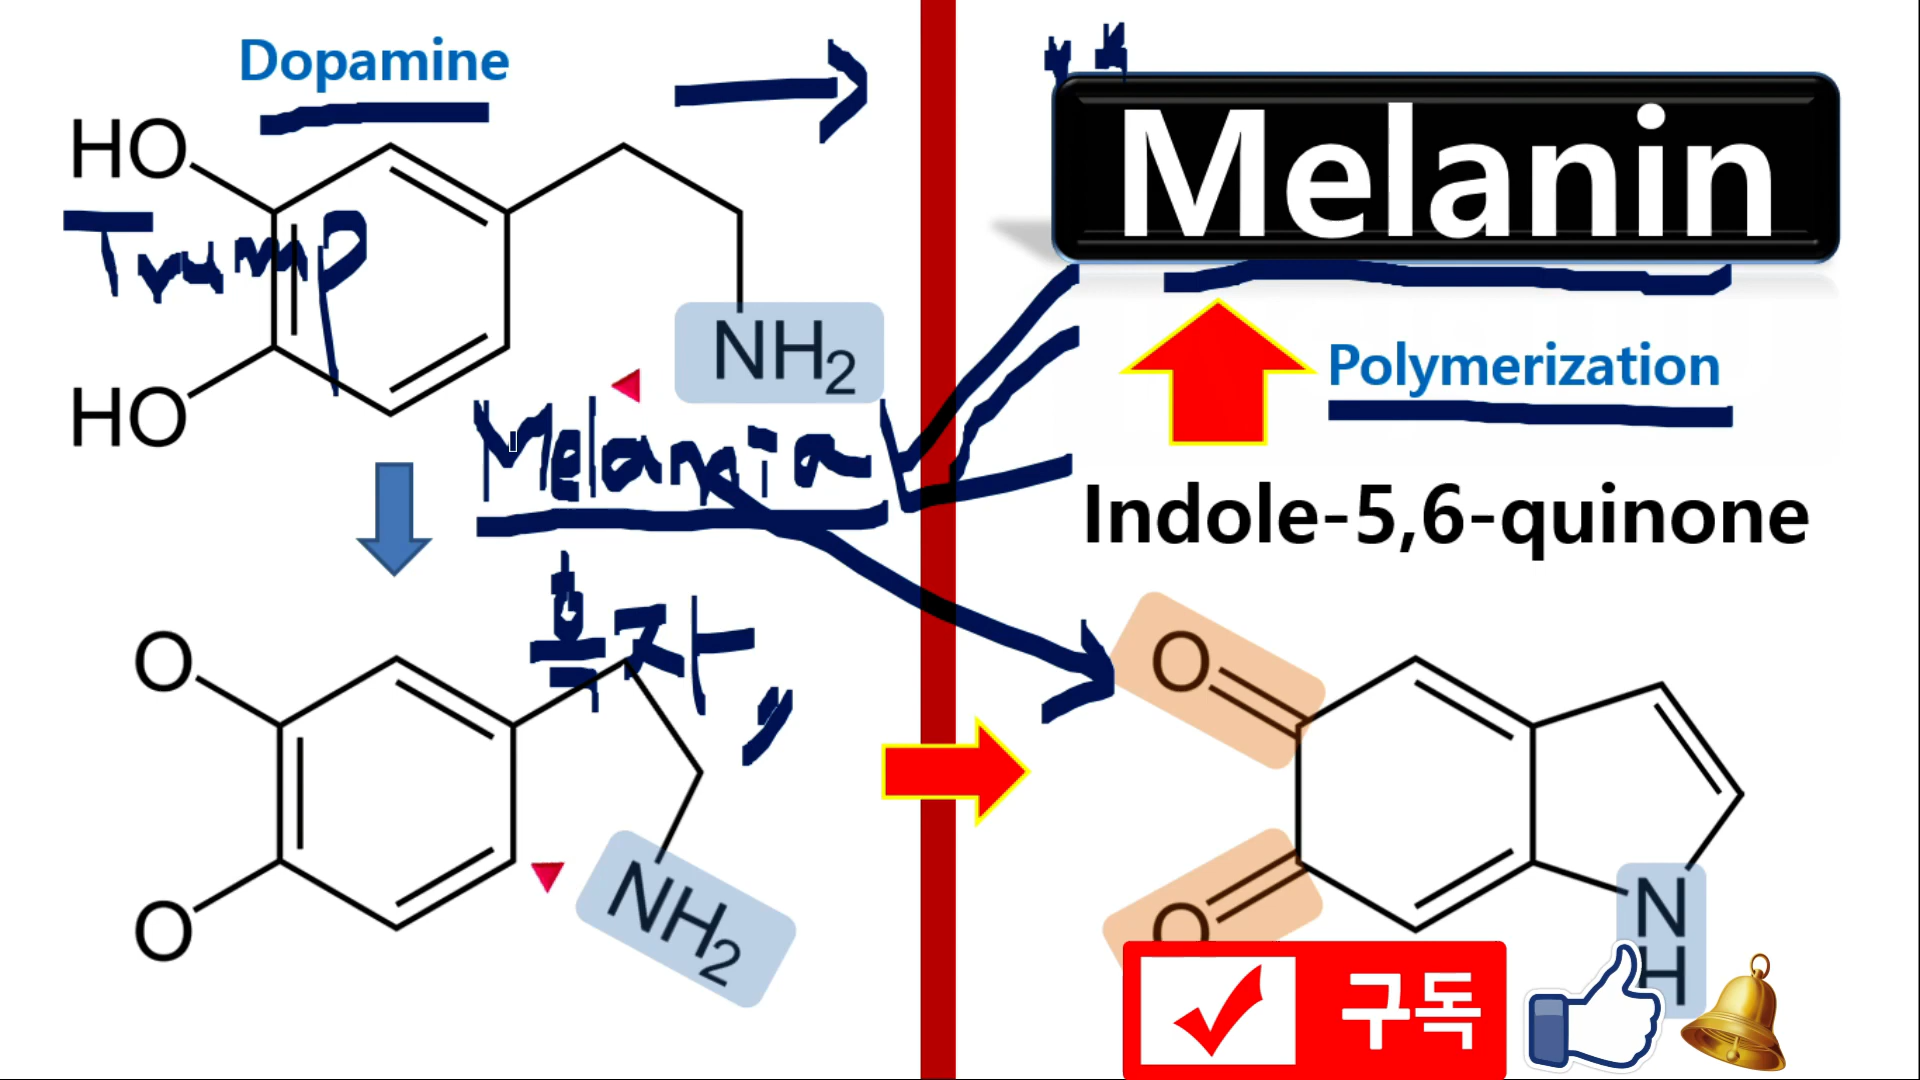 Dopamine
HO
Trump
HO
NH2
Melania
흑자
"
O
O
NH2
" 
Melanin
Polymerization
Indole-5,6-quinone
O
O
N
H
구독